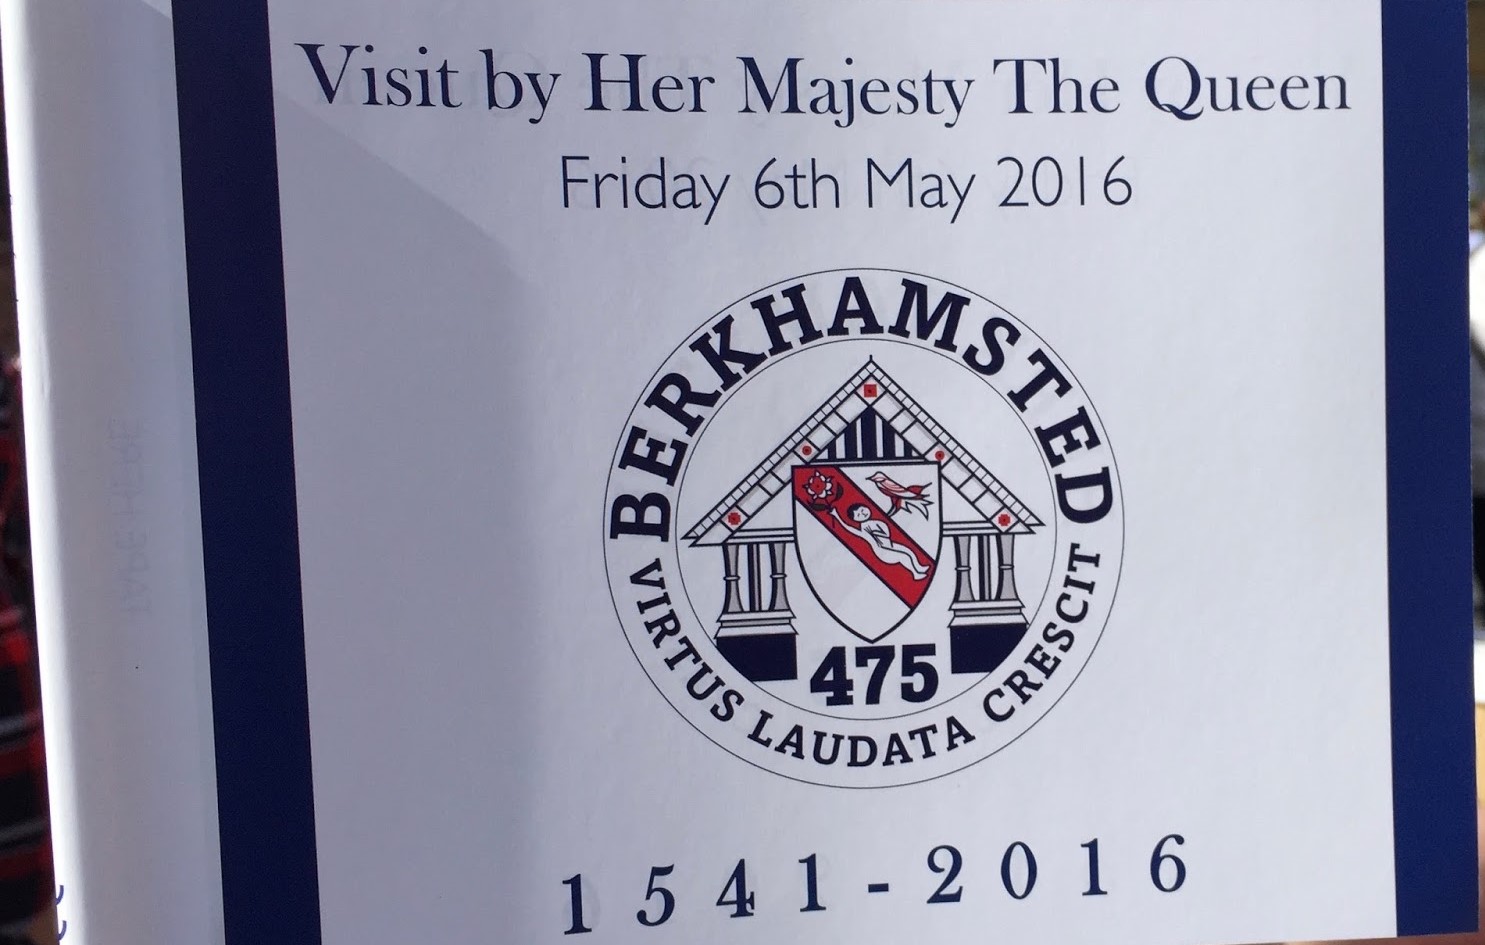 Visit by Her Majesty The Queen
Friday 6th May 2016
BERKHAMSTED
475
VIRTUS LAUDATA CRESCIT
1541-2016